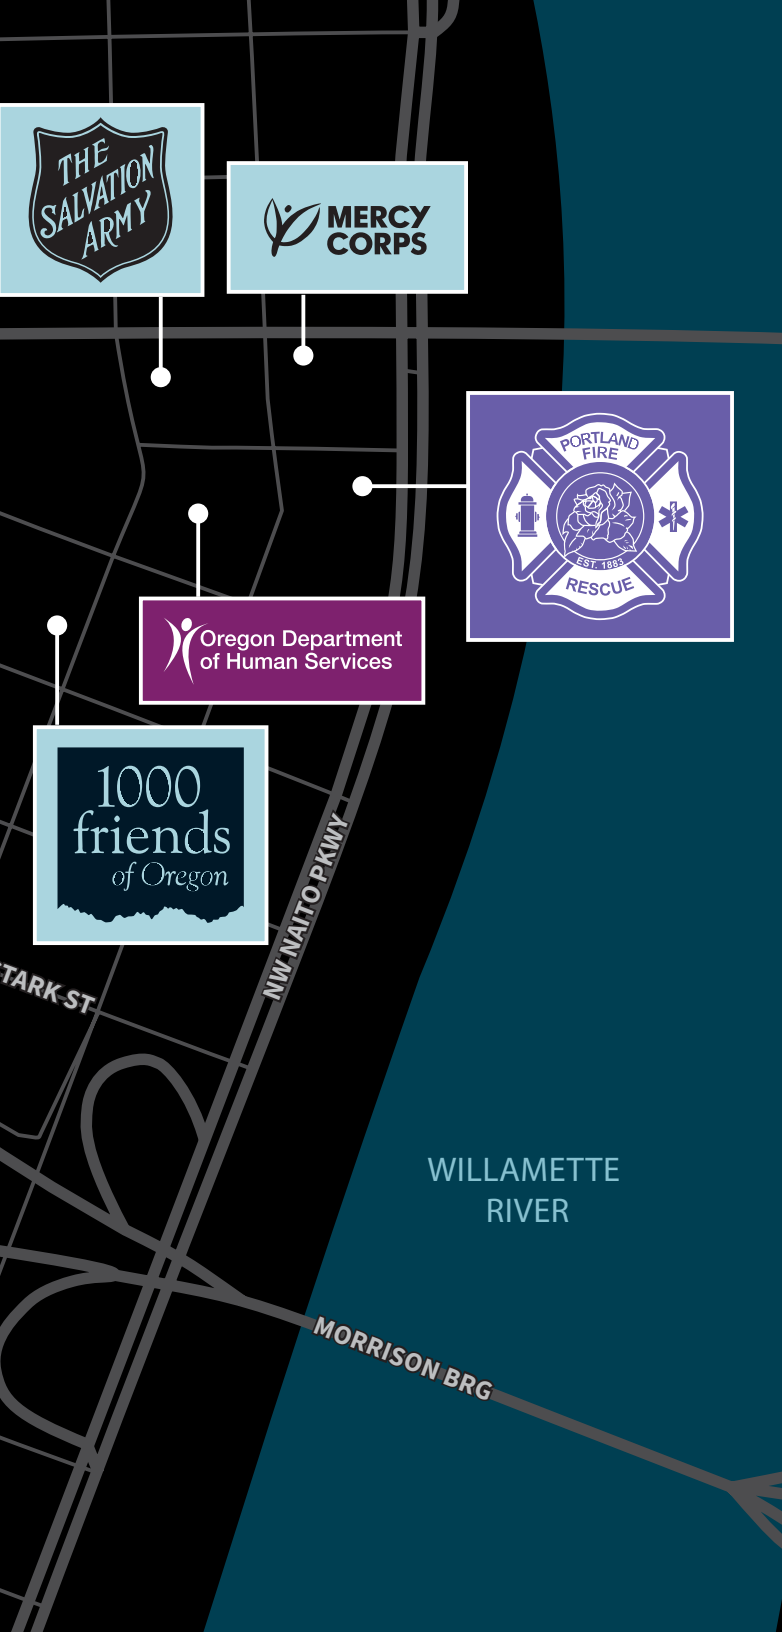 THE
SALVATION
ARMY
MERCY
CORPS
PORTLAND
FIRE
EST. 1883
RESCUE
Oregon Department
of Human Services
1000
friends
of Oregon
NW NAITO PKWY
TARK ST
WILLAMETTE
RIVER
MORRISON BRG